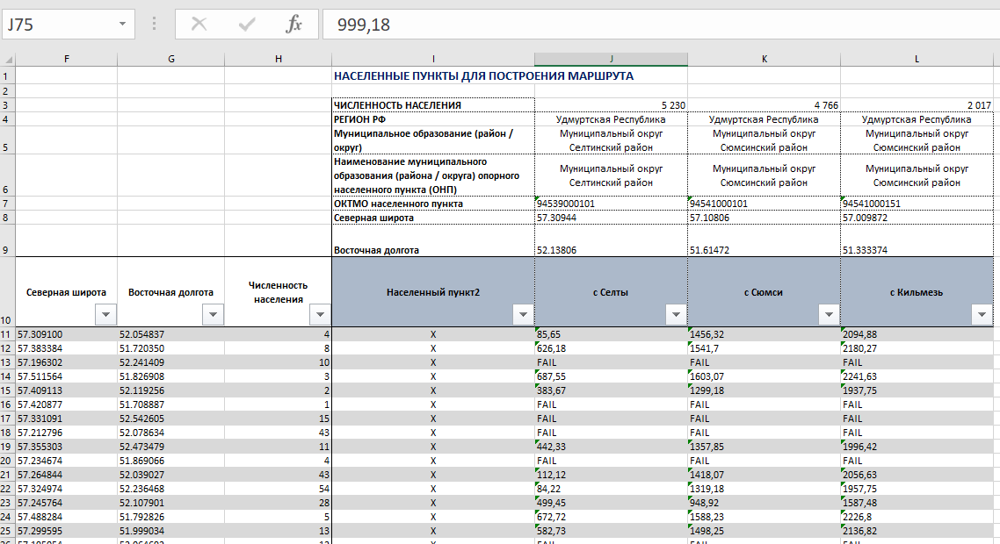 J75 fx 999,18
F G H I J K L
1 НАСЕЛЕННЫЕ ПУНКТЫ ДЛЯ ПОСТРОЕНИЯ МАРШРУТА
2
3 ЧИСЛЕННОСТЬ НАСЕЛЕНИЯ 5 230 4 766 2 017
4 РЕГИОН РФ Удмуртская Республика Удмуртская Республика Удмуртская Республика
Муниципальное образование (район / Муниципальный округ Муниципальный округ Муниципальный округ
5 округ) Селтинский район Сюмсинский район Сюмсинский район
Наименование муниципального
образования (района / округа) опорного Муниципальный округ Муниципальный округ Муниципальный округ
6 населенного пункта (ОНП) Селтинский район Сюмсинский район Сюмсинский район
7 ОКТМО населенного пункта 94539000101 94541000101 94541000151
8 Северная широта 57.30944 57.10806 57.009872
9 Восточная долгота 52.13806 51.61472 51.333374
Численность
Северная широта Восточная долгота населения Населенный пункт2 с Селты с Сюмси с Кильмезь
10
11 57.309100 52.054837 4 X 85,65 1456,32 2094,88
12 57.383384 51.720350 8 X 626,18 1541,7 2180,27
13 57.196302 52.241409 10 X FAIL FAIL FAIL
14 57.511564 51.826908 3 X 687,55 1603,07 2241,63
15 57.409113 52.119256 2 X 383,67 1299,18 1937,75
16 57.420877 51.708887 1 X FAIL FAIL FAIL
17 57.331091 52.542605 15 X FAIL FAIL FAIL
18 57.212796 52.078634 43 X FAIL FAIL FAIL
19 57.355303 52.473479 11 X 442,33 1357,85 1996,42
20 57.234674 51.869066 4 X FAIL FAIL FAIL
21 57.264844 52.039027 43 X 112,12 1418,07 2056,63
22 57.324974 52.236468 54 X 84,22 1319,18 1957,75
23 57.245764 52.107901 28 X 499,45 948,92 1587,48
24 57.488284 51.792826 5 X 672,72 1588,23 2226,8
25 57.299595 51.999034 13 X 582,73 1498,25 2136,82